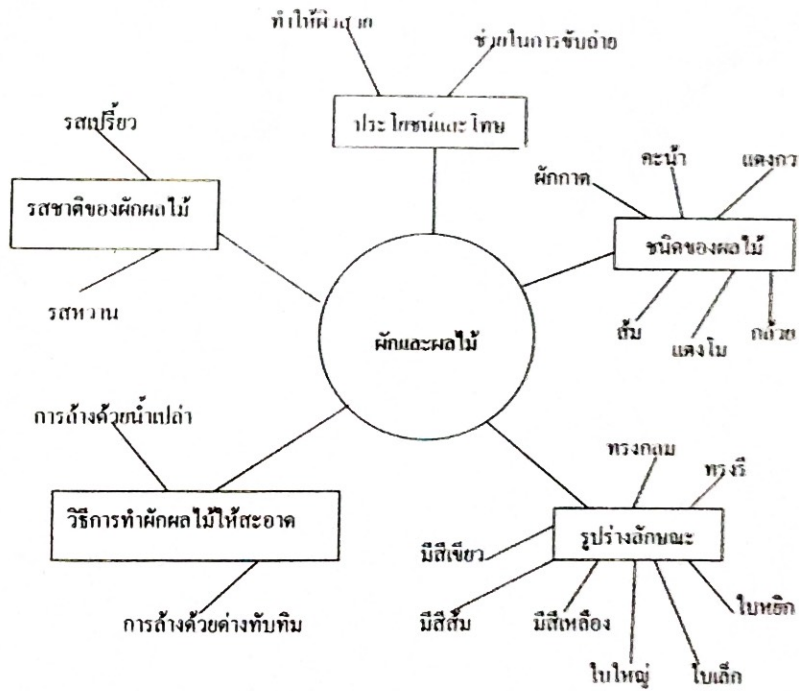 ทำให้ผิวสวย
ช่วยในการขับถ่าย
ประโยชน์และโทษ
รสเปรี้ยว
รสชาติของผักผลไม้
รสหวาน
ผักกาด
คะน้า
แตงกว
ชนิดของผลไม้
ส้ม
แตงโม
กล้วย
ผักและผลไม้
การล้างด้วยน้ำเปล่า
วิธีการทำผักผลไม้ให้สะอาด
การล้างด้วยด่างทับทิม
ทรงกลม
ทรงรี
รูปร่างลักษณะ
มีสีเขียว
มีสีส้ม
มีสีเหลือง
ใบหยิก
ใบใหญ่
ใบเล็ก